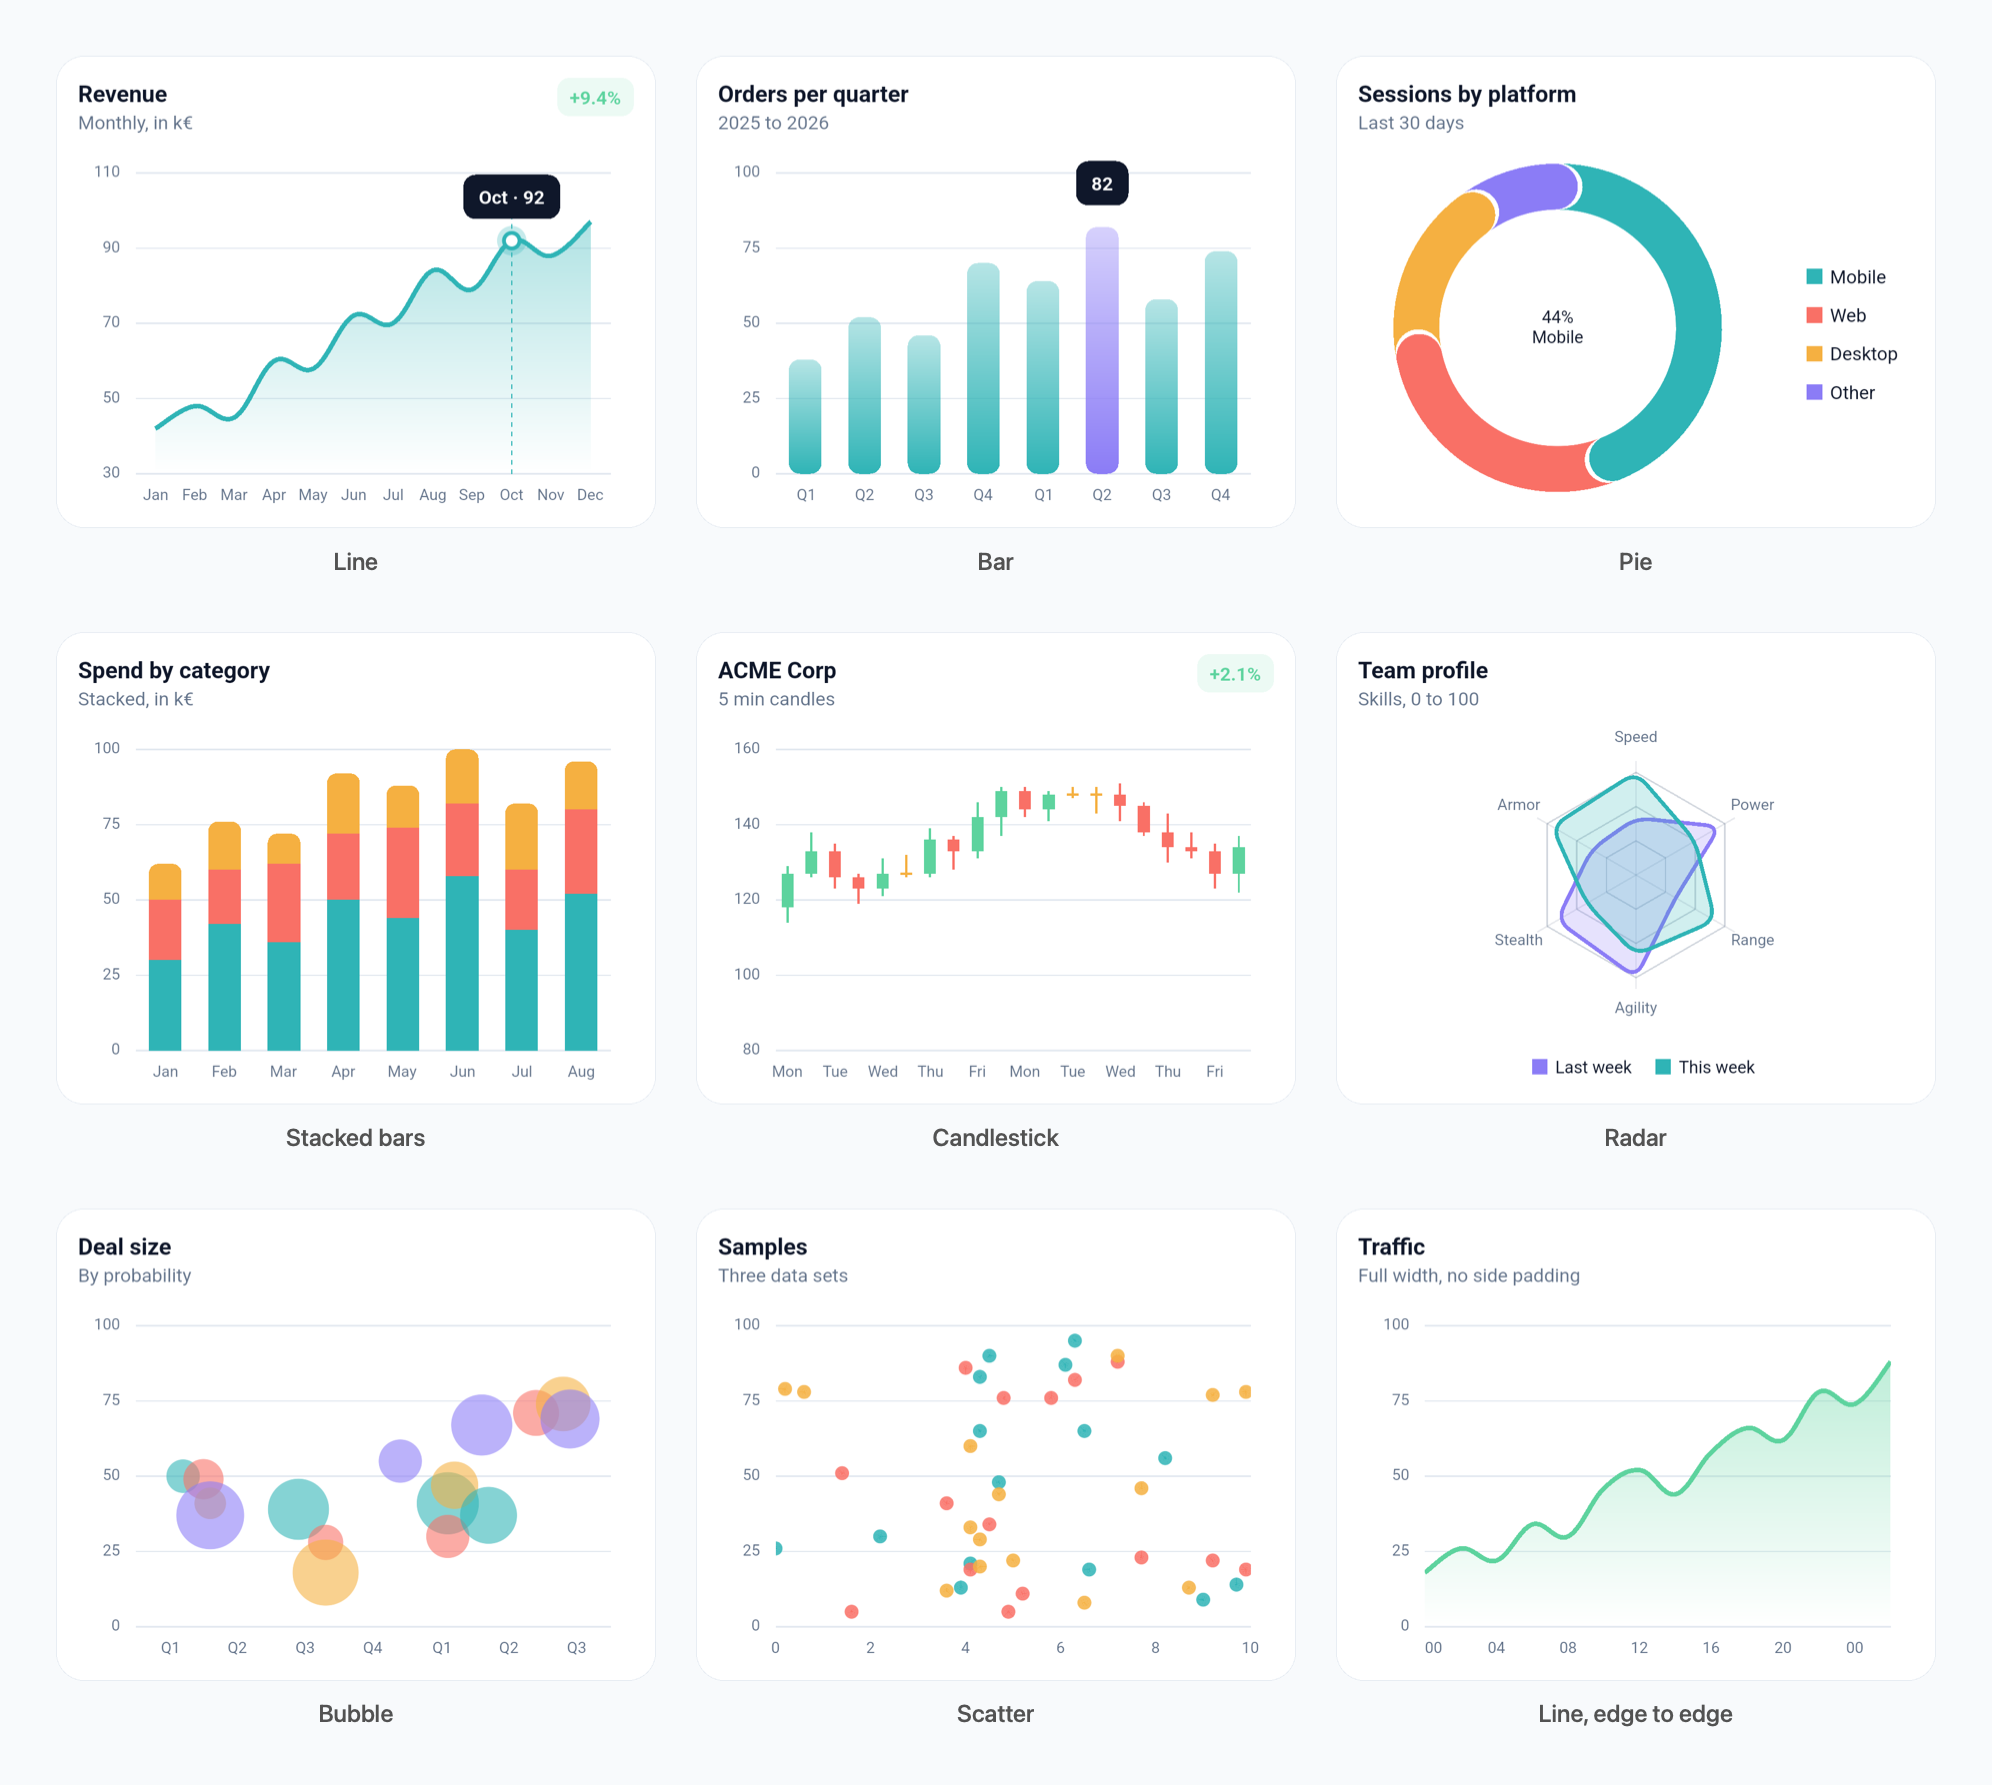 Revenue
+9.4%
Monthly, in k€
110
Oct · 92
90
70
50
30
Jan Feb Mar Apr May Jun Jul Aug Sep Oct Nov Dec
Line
Orders per quarter
2025 to 2026
100
82
75
50
25
0
Q1 Q2 Q3 Q4 Q1 Q2 Q3 Q4
Bar
Sessions by platform
Last 30 days
44%
Mobile
Mobile
Web
Desktop
Other
Pie
Spend by category
Stacked, in k€
100
75
50
25
0
Jan Feb Mar Apr May Jun Jul Aug
Stacked bars
ACME Corp
+2.1%
5 min candles
160
140
120
100
80
Mon Tue Wed Thu Fri Mon Tue Wed Thu Fri
Candlestick
Team profile
Skills, 0 to 100
Speed
Armor Power
Stealth Range
Agility
Last week This week
Radar
Deal size
By probability
100
75
50
25
0
Q1 Q2 Q3 Q4 Q1 Q2 Q3
Bubble
Samples
Three data sets
100
75
50
25
0
0 2 4 6 8 10
Scatter
Traffic
Full width, no side padding
100
75
50
25
0
00 04 08 12 16 20 00
Line, edge to edge